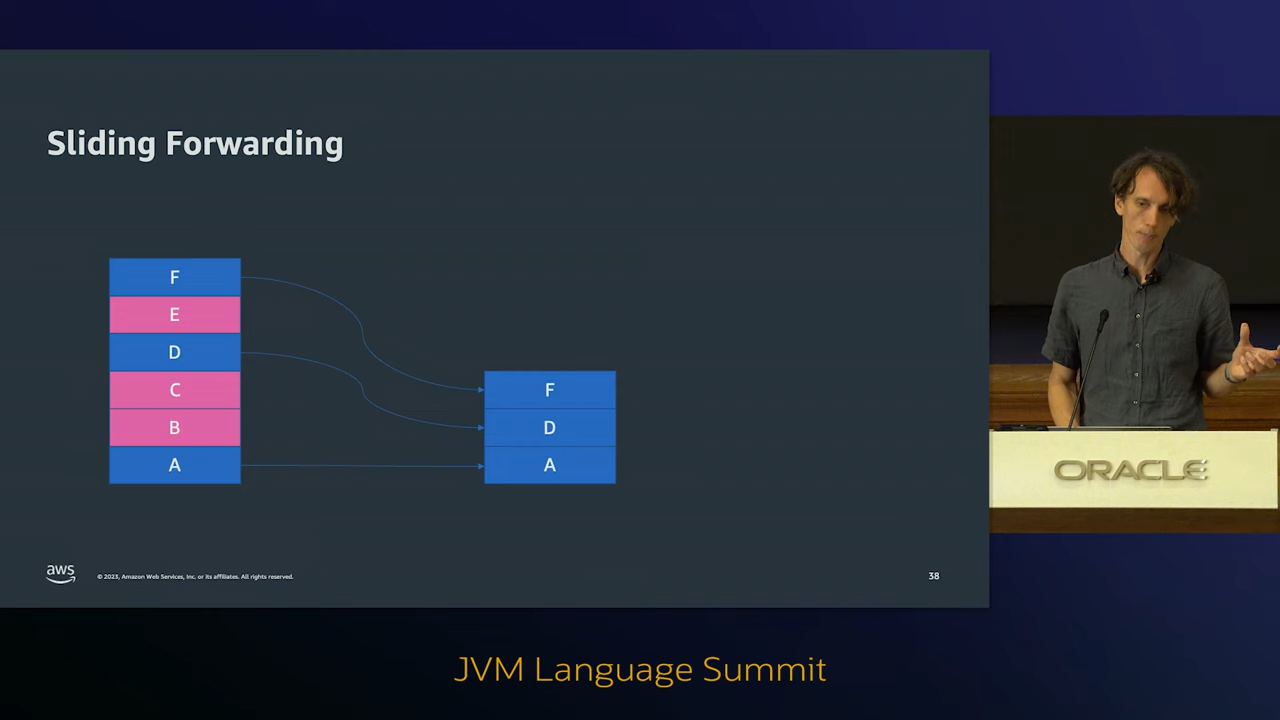 Sliding Forwarding
F
E
D
C
B
A
F
D
A
aws
© 2023, Amazon Web Services, Inc. or its affiliates. All rights reserved.
38
ORACLE
JVM Language Summit